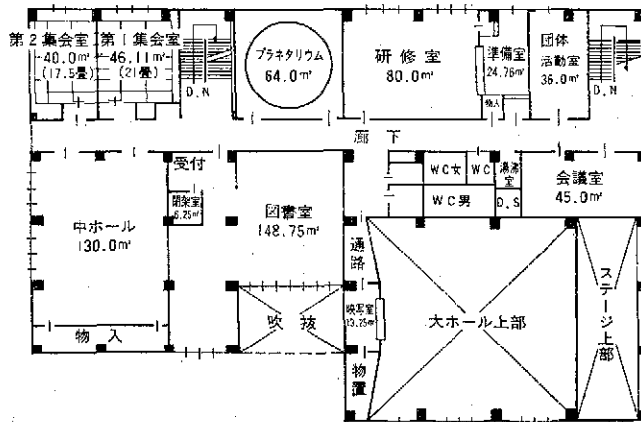 第２集会室
40.0㎡
(17.5畳)
第１集会室
46.11㎡
(21畳)
D.N
プラネタリウム
64.0㎡
研修室
80.0㎡
準備室
24.76㎡
物入
団体
活動室
36.0㎡
D.N
廊下
受付
開架室
6.25㎡
中ホール
130.0㎡
物入
図書室
148.75㎡
吹抜
WC女
WC
WC男
湯沸室
D.S
会議室
45.0㎡
通路
映写室
13.25㎡
物置
大ホール上部
ステージ上部